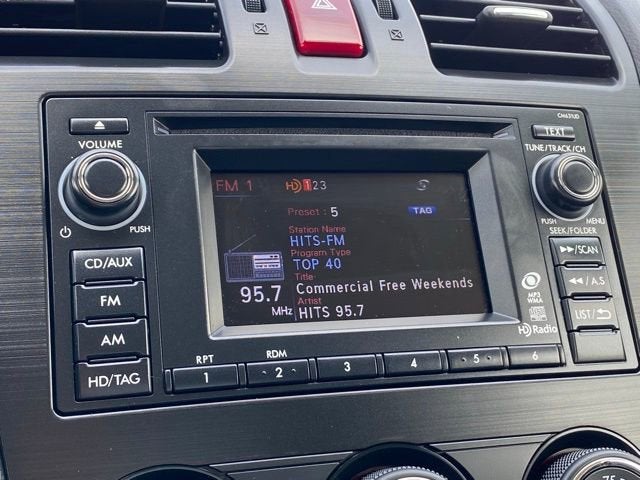 CM631UD
TEXT
VOLUME
TUNE/TRACK/CH
FM 1
HD 1 2 3
Preset : 5
TAG
Station Name
HITS-FM
Program Type
TOP 40
Title
Commercial Free Weekends
95.7
MHz
Artist
HITS 95.7
PUSH
PUSH
MENU
SEEK/FOLDER
CD/AUX
FM
AM
HD/TAG
▶▶/SCAN
◀◀/A.S
LIST/
MP3
WMA
HD Radio
RPT
RDM
1
2
3
4
5
6
75